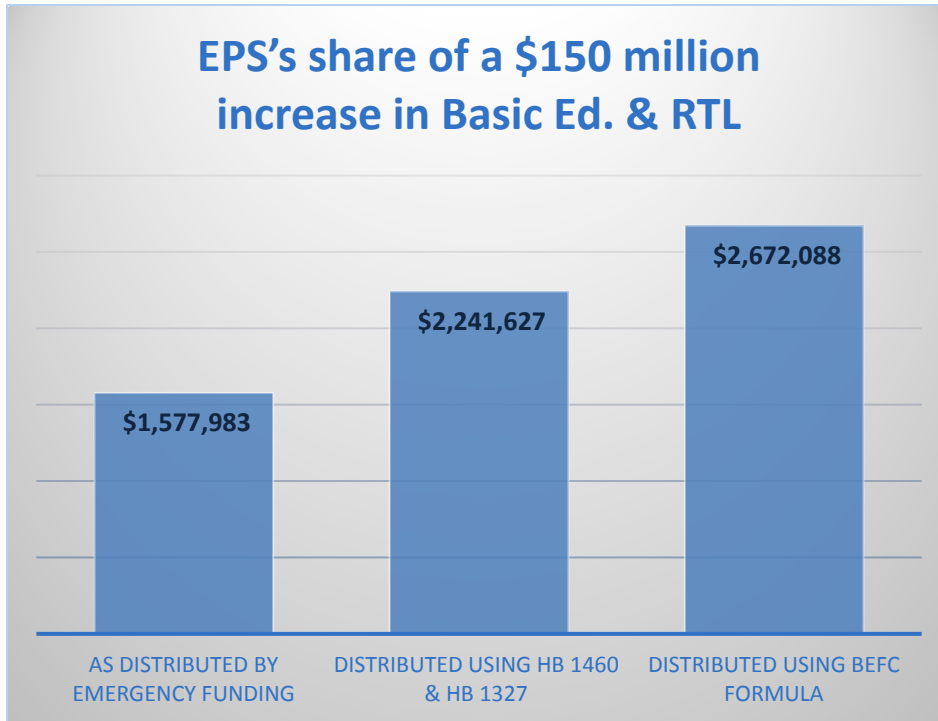 EPS’s share of a $150 million
increase in Basic Ed. & RTL
$2,672,088
$2,241,627
$1,577,983
AS DISTRIBUTED BY
EMERGENCY FUNDING
DISTRIBUTED USING HB 1460
& HB 1327
DISTRIBUTED USING BEFC
FORMULA